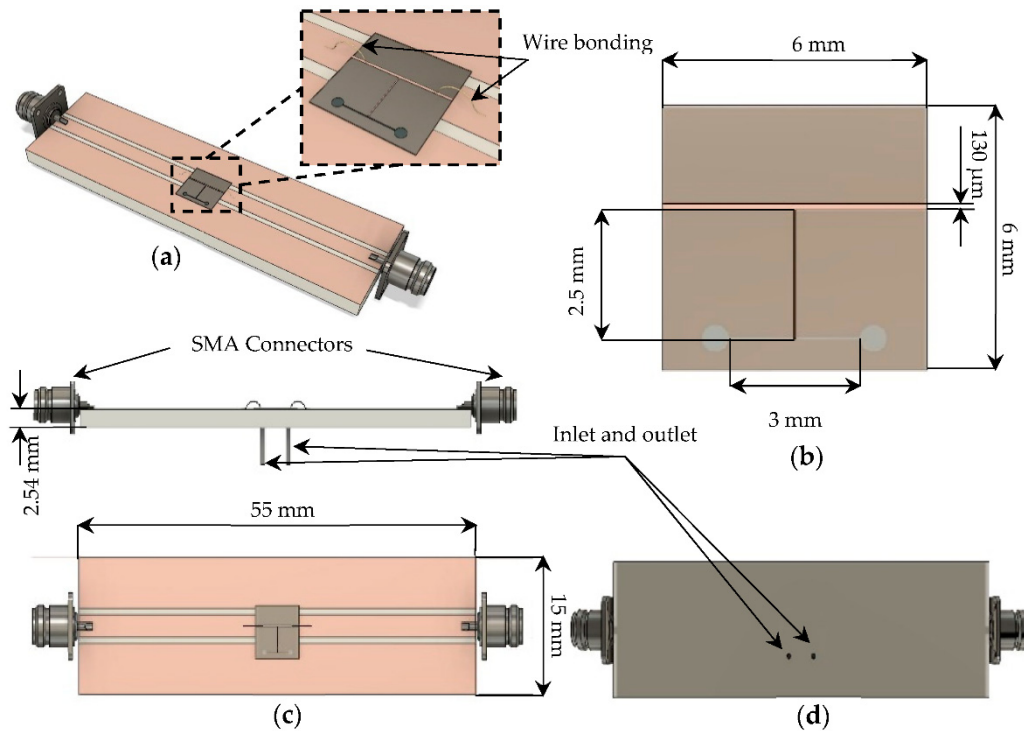 Wire bonding
6 mm
130 µm
6 mm
2.5 mm
(a)
SMA Connectors
3 mm
Inlet and outlet
(b)
2.54 mm
55 mm
15 mm
(c)
(d)